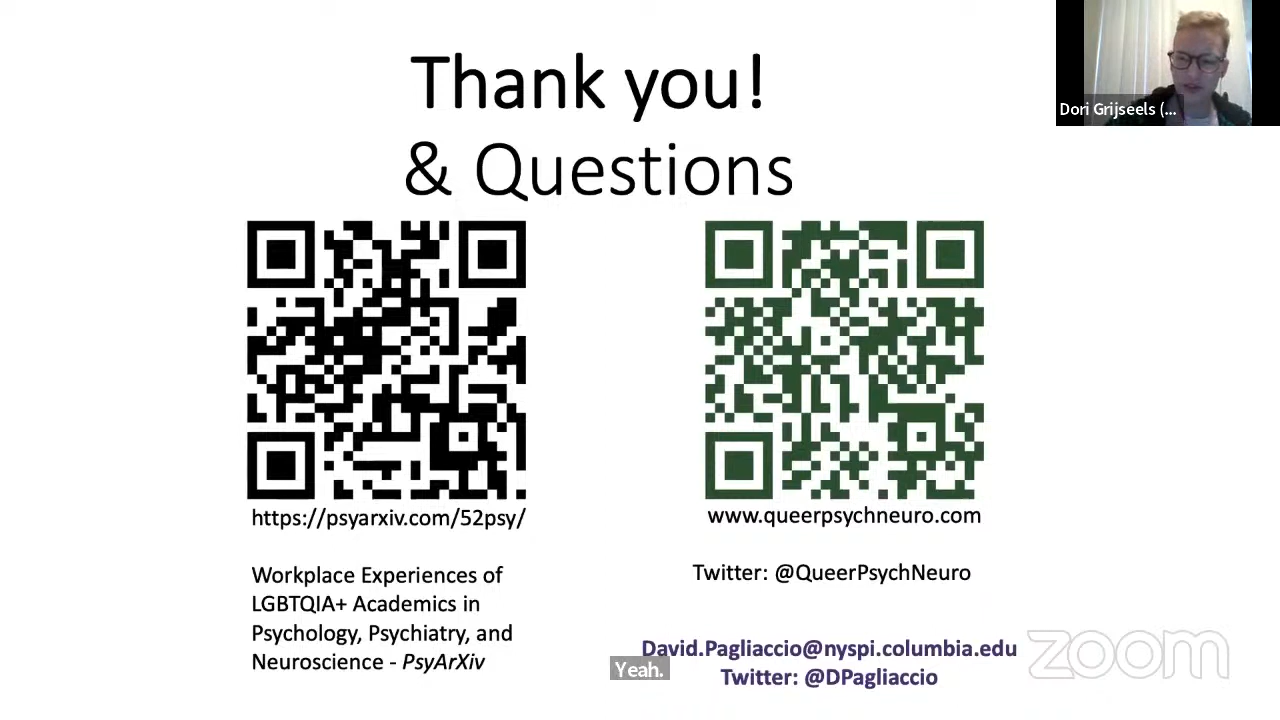 Thank you!
& Questions
Dori Grijseels (...
https://psyarxiv.com/52psy/
www.queerpsychneuro.com
Workplace Experiences of
LGBTQIA+ Academics in
Psychology, Psychiatry, and
Neuroscience - PsyArXiv
Twitter: @QueerPsychNeuro
David.Pagliaccio@nyspi.columbia.edu
Twitter: @DPagliaccio
Yeah.
zoom